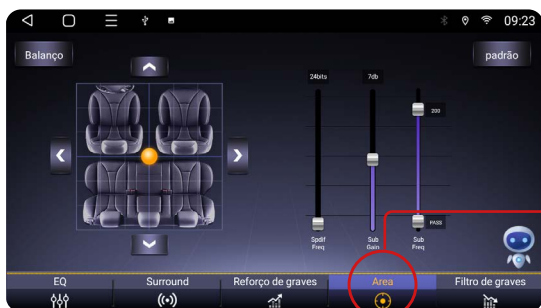 09:23
Balanço
padrão
24bits
7db
200
PASS
Spdif
Freq
Sub
Gain
Sub
Freq
EQ
Surround
Reforço de graves
Area
Filtro de graves